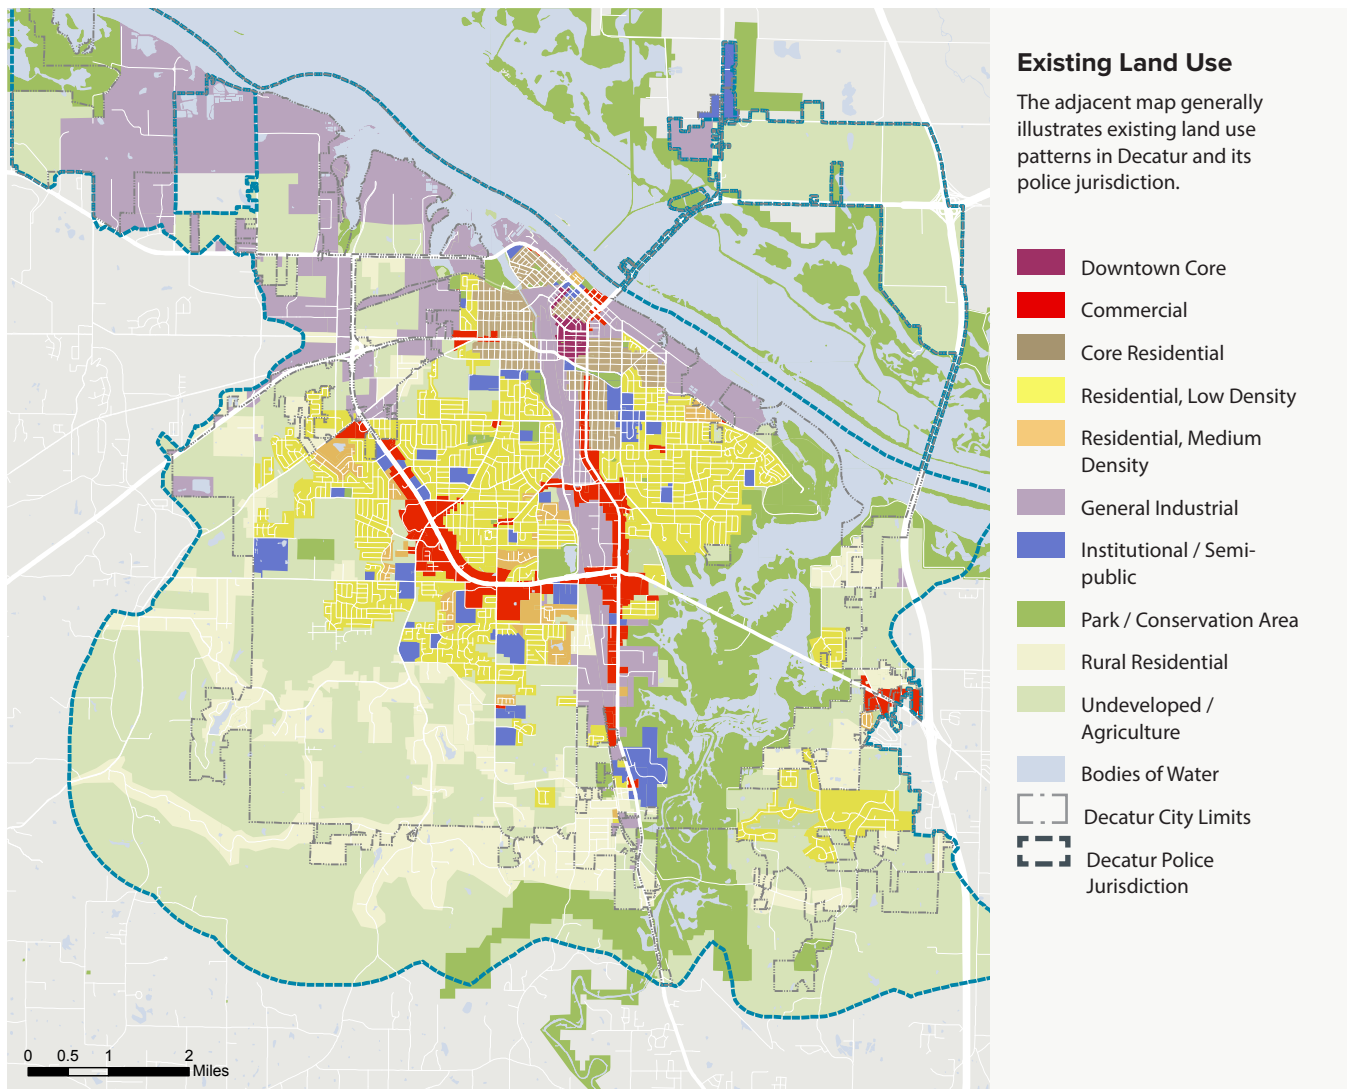 Existing Land Use
The adjacent map generally
illustrates existing land use
patterns in Decatur and its
police jurisdiction.
Downtown Core
Commercial
Core Residential
Residential, Low Density
Residential, Medium
Density
General Industrial
Institutional / Semi-
public
Park / Conservation Area
Rural Residential
Undeveloped /
Agriculture
Bodies of Water
Decatur City Limits
Decatur Police
Jurisdiction
0 0.5 1 2
Miles